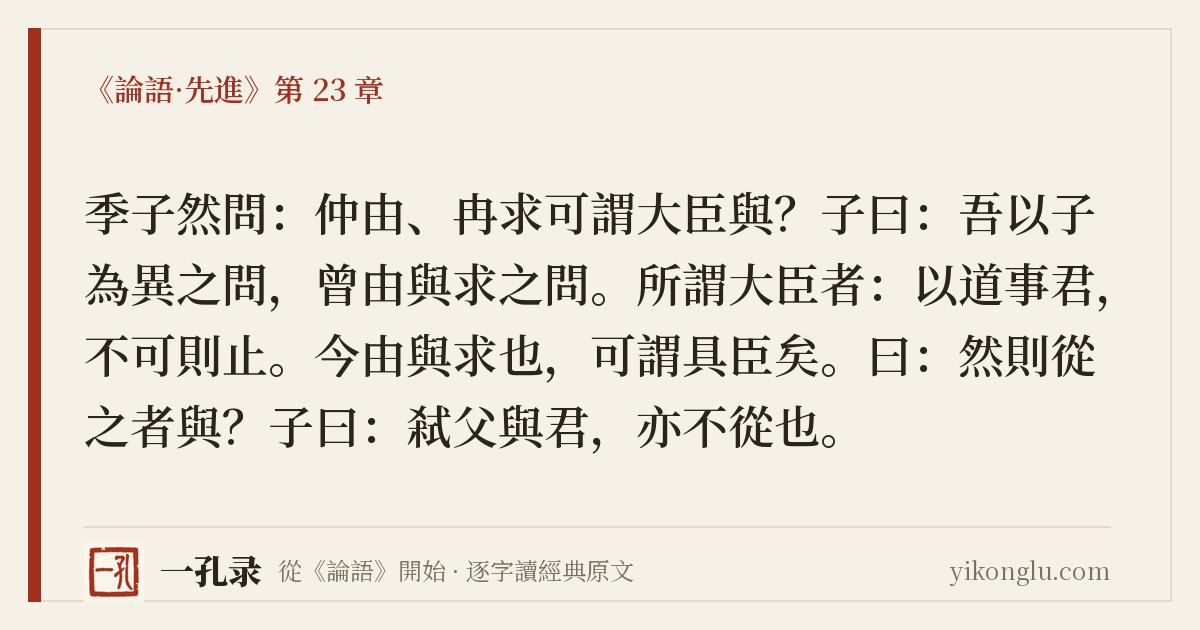 《論語·先進》第 23 章
季子然問：仲由、冉求可謂大臣與？子曰：吾以子
為異之問，曾由與求之問。所謂大臣者：以道事君，
不可則止。今由與求也，可謂具臣矣。曰：然則從
之者與？子曰：弒父與君，亦不從也。
一孔
一孔录 從《論語》開始 · 逐字讀經典原文 yikonglu.com